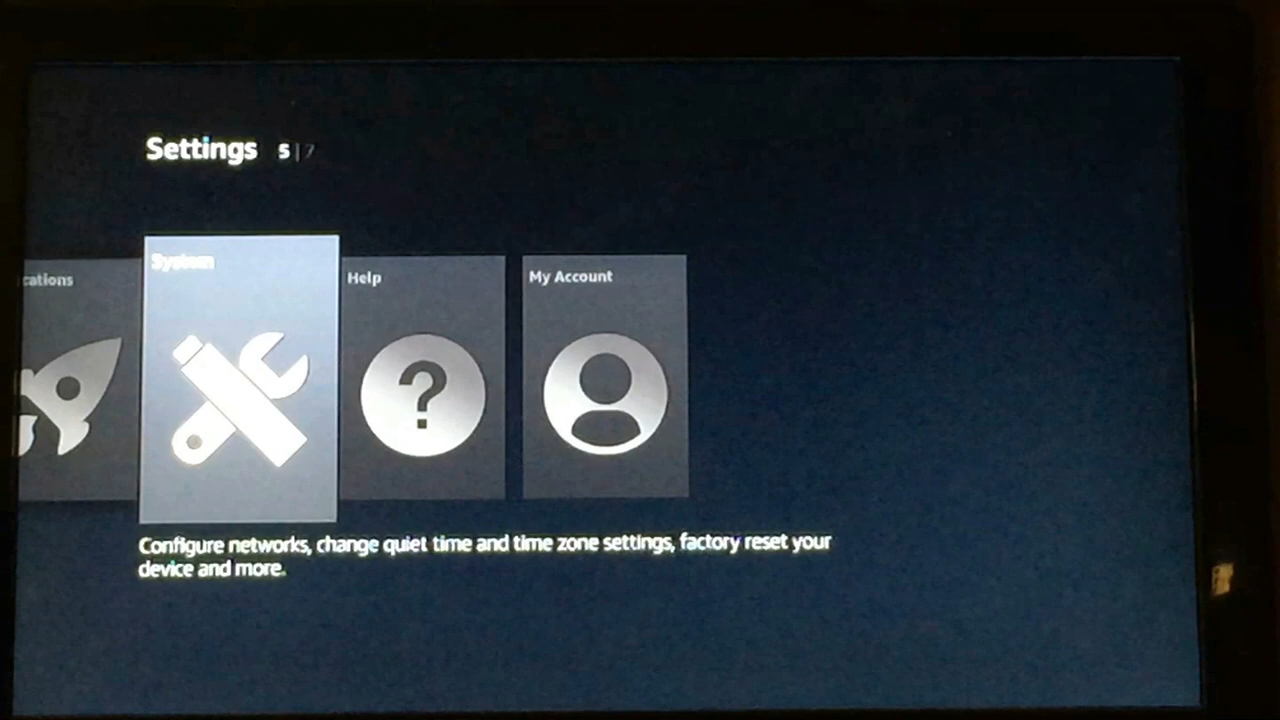 Settings 5|7
cations
System
Help
My Account
Configure networks, change quiet time and time zone settings, factory reset your
device and more.